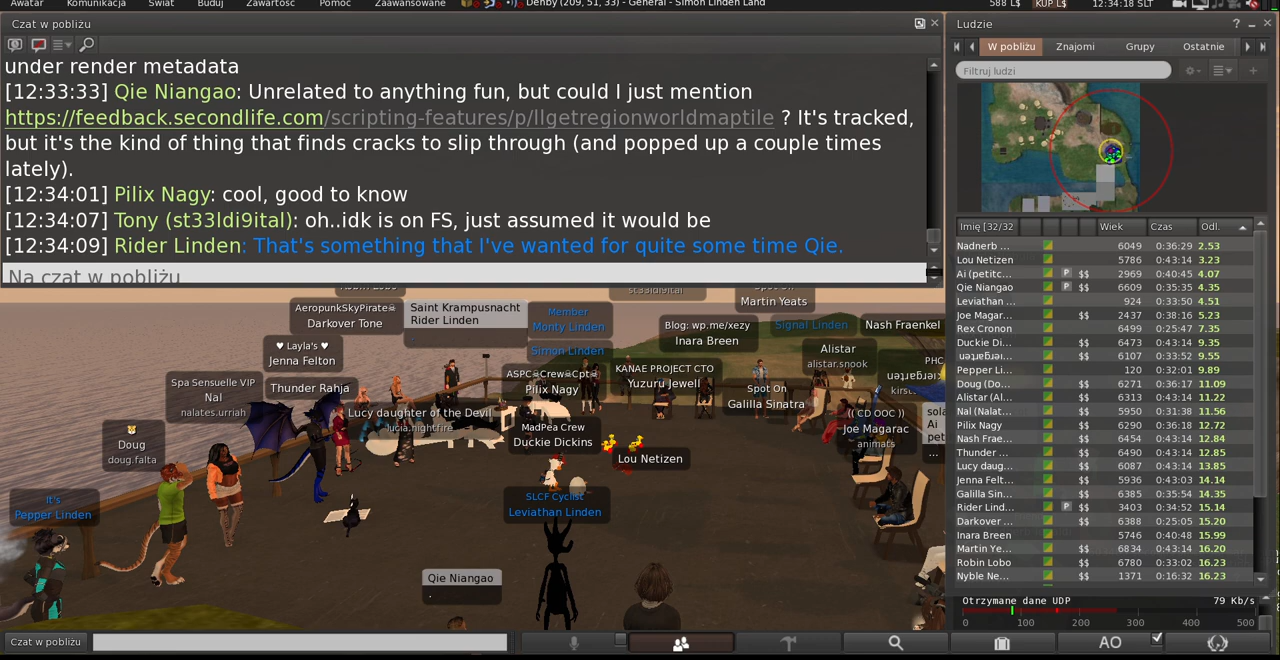 Awatar Komunikacja Świat Buduj Zawartość Pomoc Zaawansowane Denby (209, 51, 33) - General - Simon Linden Land 588 L$ KUP L$ 12:34:18 SLT
Czat w pobliżu
under render metadata
[12:33:33] Qie Niangao: Unrelated to anything fun, but could I just mention
https://feedback.secondlife.com/scripting-features/p/llgetregionworldmaptile ? It's tracked,
but it's the kind of thing that finds cracks to slip through (and popped up a couple times
lately).
[12:34:01] Pilix Nagy: cool, good to know
[12:34:07] Tony (st33ldi9ital): oh..idk is on FS, just assumed it would be
[12:34:09] Rider Linden: That's something that I've wanted for quite some time Qie.
Na czat w pobliżu
st33ldi9ital
Martin Yeats
AeropunkSkyPirate☠
Darkover Tone
Saint Krampusnacht
Rider Linden
Member
Monty Linden
Simon Linden
Blog: wp.me/xezy
Inara Breen
Signal Linden
Nash Fraenkel
♥ Layla's ♥
Jenna Felton
Alistar
alistar.snook
PHC
Spa Sensuelle VIP
Nal
nalates.urriah
Thunder Rahja
ASPC☠Crew☠Cpt☠
Pilix Nagy
KANAE PROJECT CTO
Yuzuru Jewell
Spot On
Galilla Sinatra
Lucy daughter of the Devil
lucia.nightfire
MadPea Crew
Duckie Dickins
(( CD OOC ))
Joe Magarac
animats
sola
Ai
pet
...
Doug
doug.falta
Lou Netizen
It's
Pepper Linden
SLCF Cyclist
Leviathan Linden
Qie Niangao
.
Czat w pobliżu
Ludzie
W pobliżu Znajomi Grupy Ostatnie
Filtruj ludzi
Imię [32/32 Wiek Czas Odl.
Nadnerb ... 6049 0:36:29 2.53
Lou Netizen 5786 0:43:14 3.23
Ai (petitc... P $$ 2969 0:40:45 4.07
Qie Niangao P $$ 6609 0:35:35 4.35
Leviathan ... 924 0:33:50 4.51
Joe Magar... $$ 2437 0:38:16 5.23
Rex Cronon 6499 0:25:47 7.35
Duckie Di... $$ 6473 0:43:14 9.35
$$ 6107 0:33:52 9.55
Pepper Li... 120 0:32:01 9.89
Doug (Do... $$ 6271 0:36:17 11.09
Alistar (Al... $$ 6313 0:43:14 11.22
Nal (Nalat... $$ 5950 0:31:38 11.56
Pilix Nagy $$ 6290 0:36:18 12.72
Nash Frae... $$ 6454 0:43:14 12.84
Thunder ... $$ 6490 0:43:14 12.85
Lucy daug... $$ 6087 0:43:14 13.85
Jenna Felt... $$ 5936 0:43:03 14.14
Galilla Sin... $$ 6385 0:35:54 14.35
Rider Lind... P $$ 3403 0:34:52 15.14
Darkover ... $$ 6388 0:25:05 15.20
Inara Breen 5746 0:40:48 15.99
Martin Ye... $$ 6834 0:43:14 16.20
Robin Lobo $$ 6780 0:33:02 16.23
Nyble Ne... $$ 1371 0:16:32 16.23
Otrzymane dane UDP 79 Kb/s
0 100 200 300 400 500
AO